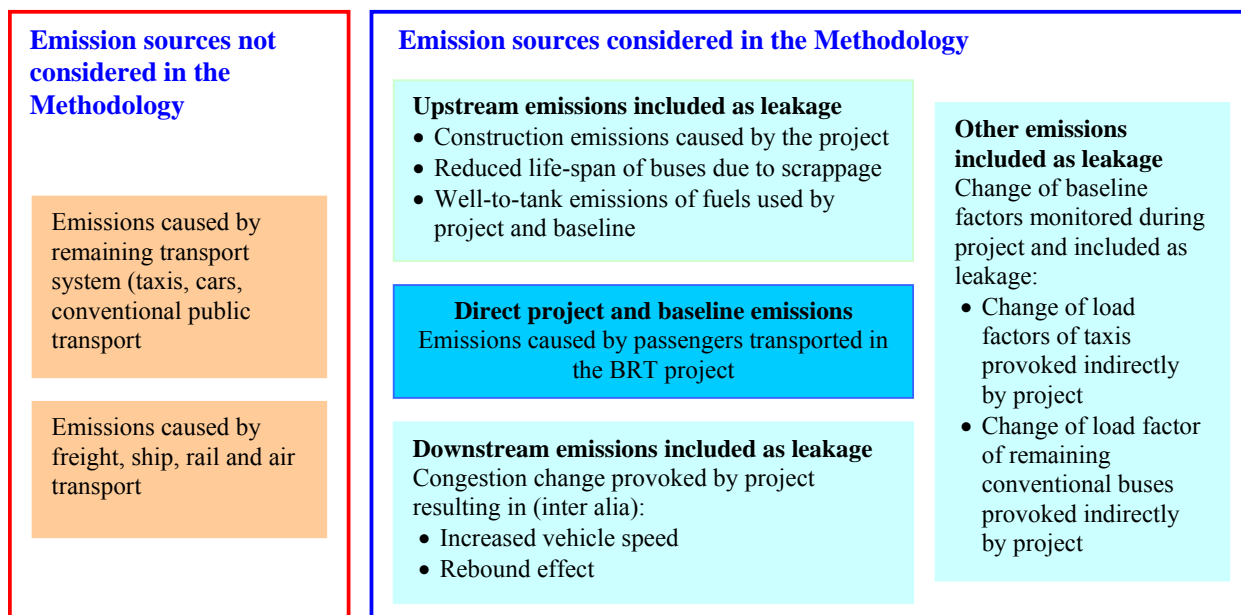 Emission sources not
considered in the
Methodology
Emissions caused by
remaining transport
system (taxis, cars,
conventional public
transport
Emissions caused by
freight, ship, rail and air
transport
Emission sources considered in the Methodology
Upstream emissions included as leakage
• Construction emissions caused by the project
• Reduced life-span of buses due to scrappage
• Well-to-tank emissions of fuels used by
project and baseline
Direct project and baseline emissions
Emissions caused by passengers transported in
the BRT project
Downstream emissions included as leakage
Congestion change provoked by project
resulting in (inter alia):
• Increased vehicle speed
• Rebound effect
Other emissions
included as leakage
Change of baseline
factors monitored during
project and included as
leakage:
• Change of load
factors of taxis
provoked indirectly
by project
• Change of load factor
of remaining
conventional buses
provoked indirectly
by project